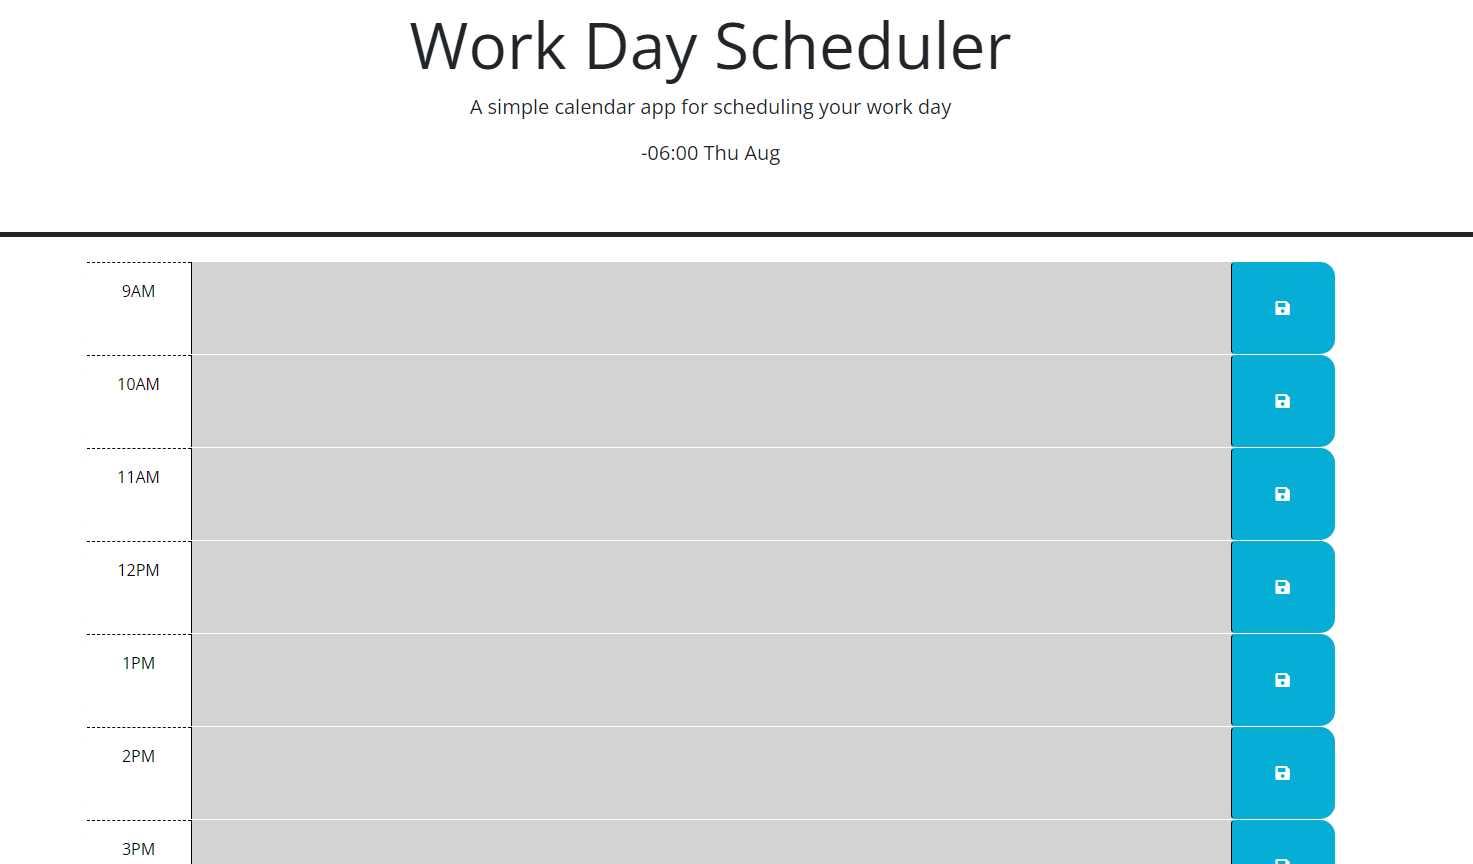 Work Day Scheduler
A simple calendar app for scheduling your work day
-06:00 Thu Aug
9AM
10AM
11AM
12PM
1PM
2PM
3PM